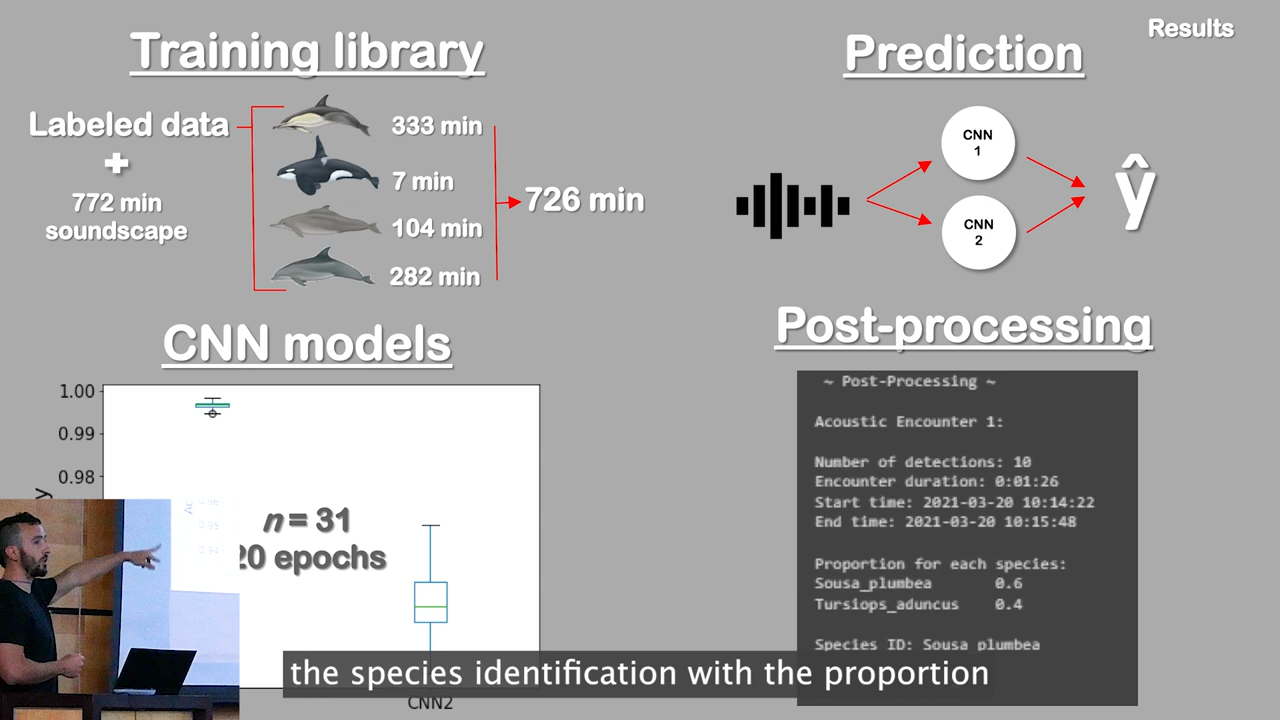 Results
Training library
Labeled data
+
772 min
soundscape
333 min
7 min
104 min
282 min
726 min
Prediction
CNN
1
CNN
2
ŷ
CNN models
1.00
0.99
0.98
y
n = 31
20 epochs
CNN2
Post-processing
~ Post-Processing ~
Acoustic Encounter 1:
Number of detections: 10
Encounter duration: 0:01:26
Start time: 2021-03-20 10:14:22
End time: 2021-03-20 10:15:48
Proportion for each species:
Sousa_plumbea 0.6
Tursiops_aduncus 0.4
Species ID: Sousa plumbea
the species identification with the proportion